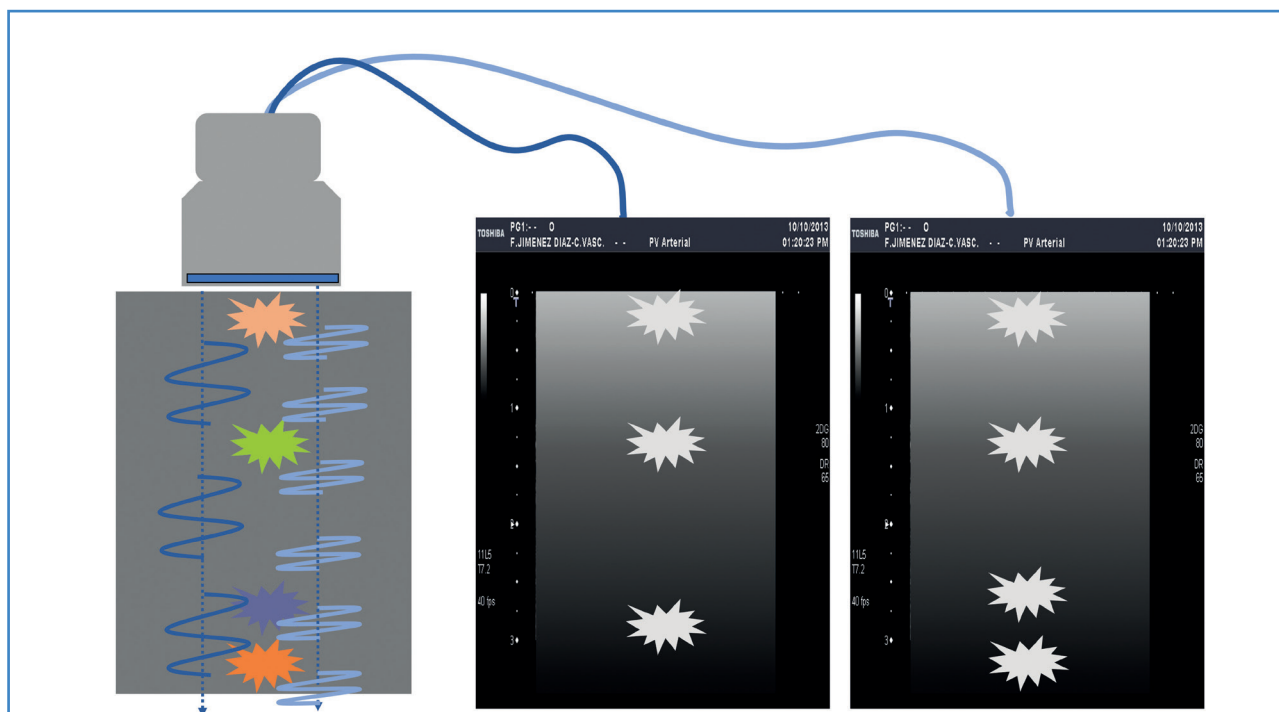 TOSHIBA
PG1:- - O
10/10/2013
F.JIMENEZ DIAZ-C.VASC. - - PV Arterial
01:20:23 PM
0
T
1
2DG
80
DR
65
2
11L5
T7.2
40 fps
3
TOSHIBA
PG1:- - O
10/10/2013
F.JIMENEZ DIAZ-C.VASC. - - PV Arterial
01:20:23 PM
0
T
1
2DG
80
DR
65
2
11L5
T7.2
40 fps
3